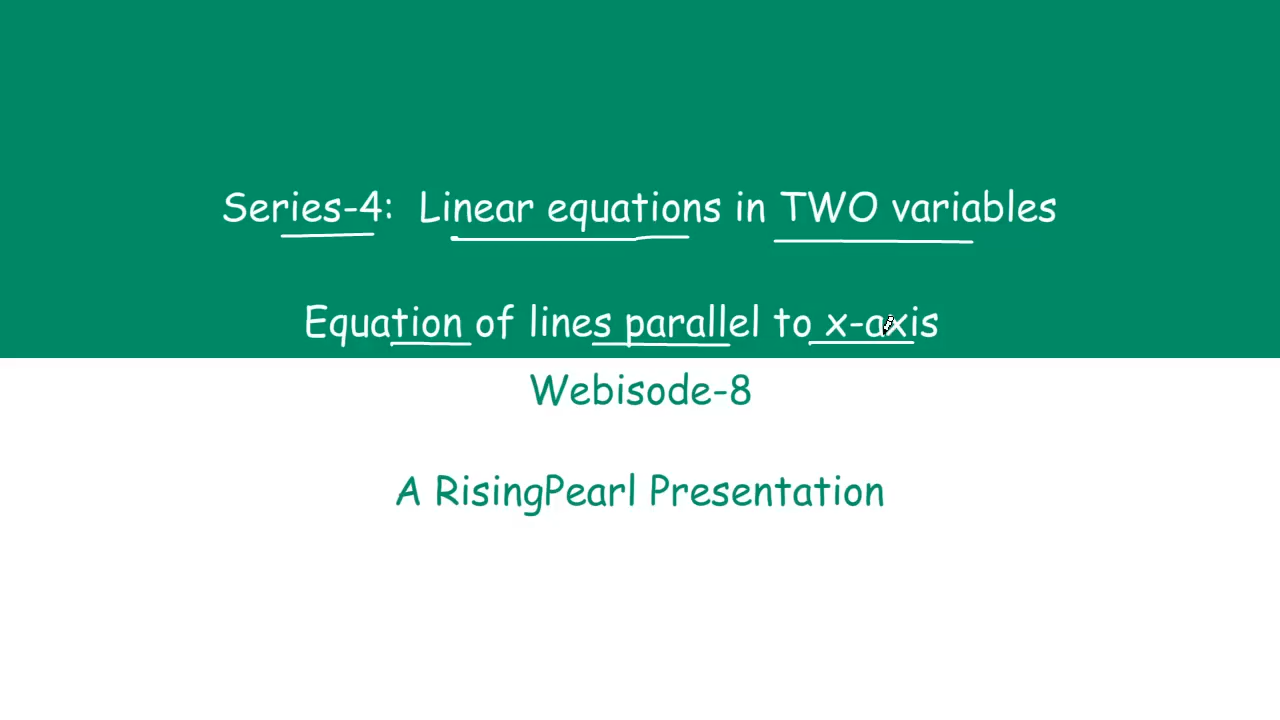 Series-4: Linear equations in TWO variables
Equation of lines parallel to x-axis
Webisode-8
A RisingPearl Presentation